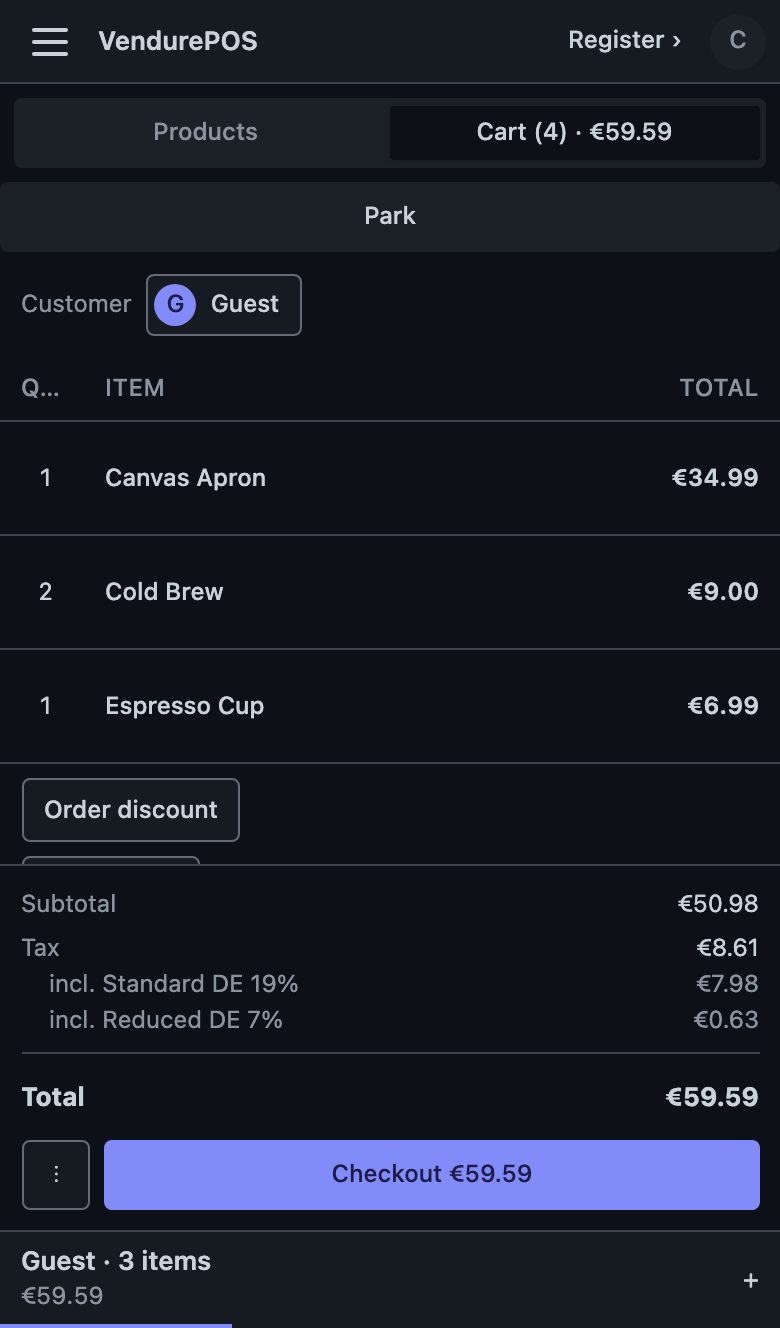 VendurePOS
Register ›
C
Products
Cart (4) · €59.59
Park
Customer
G Guest
Q... ITEM TOTAL
1 Canvas Apron €34.99
2 Cold Brew €9.00
1 Espresso Cup €6.99
Order discount
Subtotal €50.98
Tax €8.61
incl. Standard DE 19% €7.98
incl. Reduced DE 7% €0.63
Total €59.59
⋮
Checkout €59.59
Guest · 3 items
€59.59
+